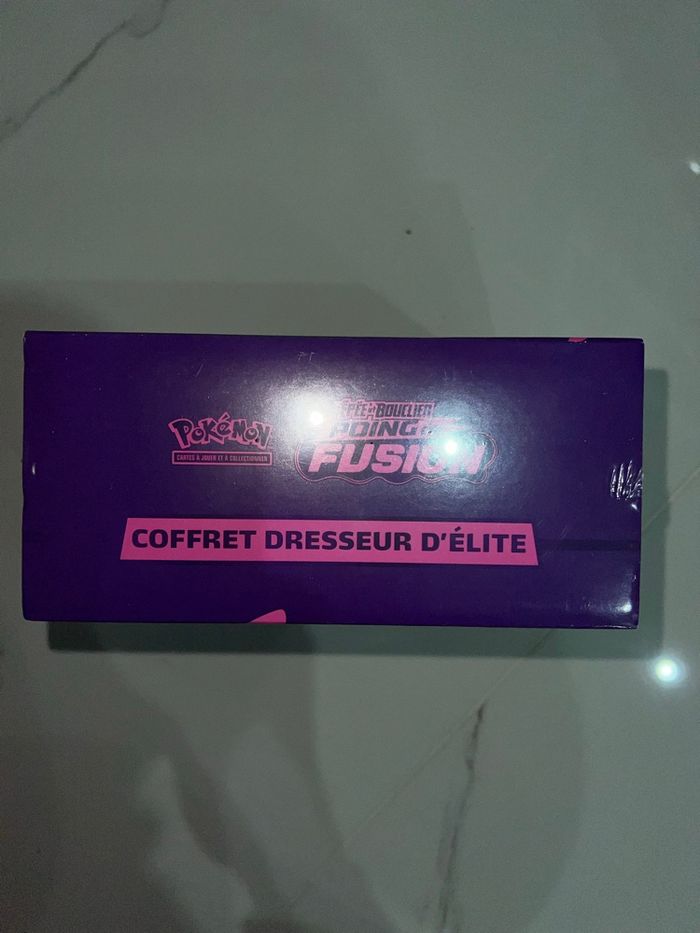 Pokémon
CARTES À JOUER ET À COLLECTIONNER
ÉPÉE ET BOUCLIER
POING DE
FUSION
COFFRET DRESSEUR D'ÉLITE